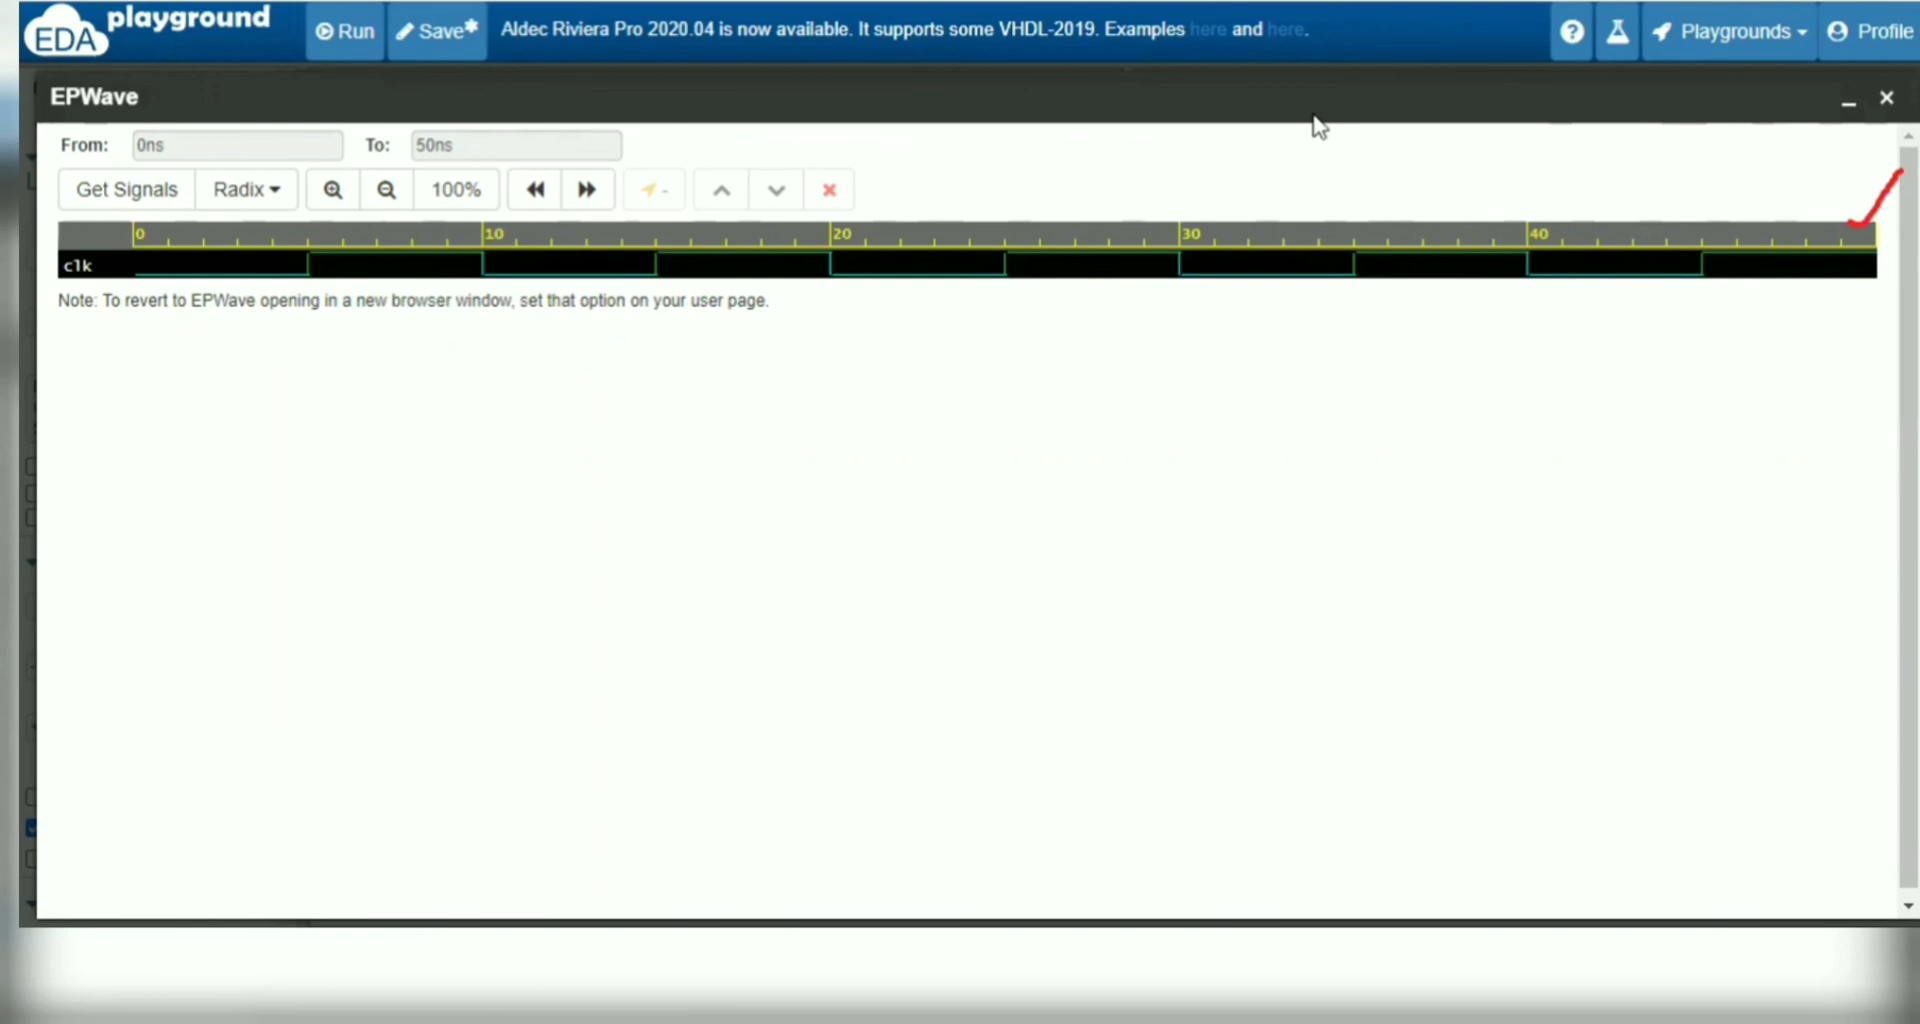 EDA playground
Run Save* Aldec Riviera Pro 2020.04 is now available. It supports some VHDL-2019. Examples here and here. Playgrounds Profile
EPWave
From: 0ns To: 50ns
Get Signals Radix 100%
0 10 20 30 40
clk
Note: To revert to EPWave opening in a new browser window, set that option on your user page.